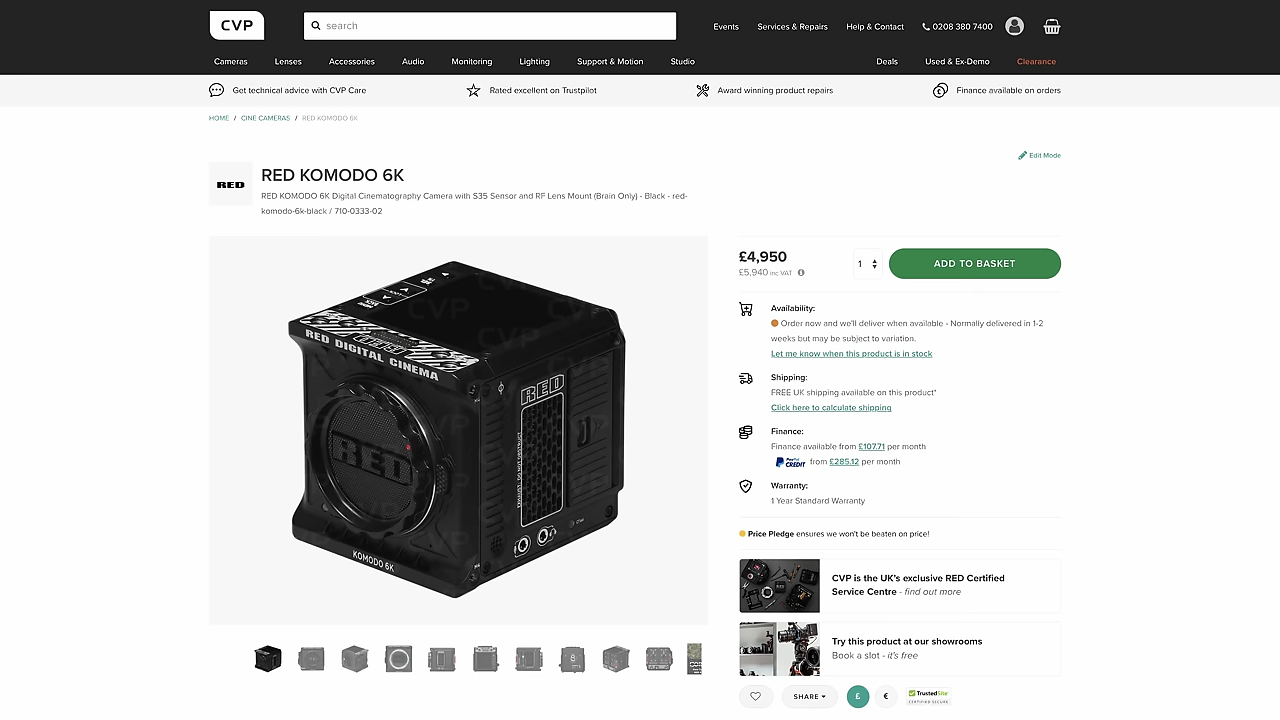 CVP
search
Events
Services & Repairs
Help & Contact
0208 380 7400
Cameras
Lenses
Accessories
Audio
Monitoring
Lighting
Support & Motion
Studio
Deals
Used & Ex-Demo
Clearance
Get technical advice with CVP Care
Rated excellent on Trustpilot
Award winning product repairs
Finance available on orders
HOME / CINE CAMERAS / RED KOMODO 6K
Edit Mode
RED
RED KOMODO 6K
RED KOMODO 6K Digital Cinematography Camera with S35 Sensor and RF Lens Mount (Brain Only) - Black - red-
komodo-6k-black / 710-0333-02
RED DIGITAL CINEMA
RED
RED
EXHAUST: DO NOT OBSTRUCT
KOMODO 6K
CVP
£4,950
£5,940 inc VAT
1
ADD TO BASKET
Availability:
Order now and we'll deliver when available - Normally delivered in 1-2
weeks but may be subject to variation.
Let me know when this product is in stock
Shipping:
FREE UK shipping available on this product*
Click here to calculate shipping
Finance:
Finance available from £107.71 per month
PayPal CREDIT from £285.12 per month
Warranty:
1 Year Standard Warranty
Price Pledge ensures we won't be beaten on price!
CVP is the UK's exclusive RED Certified
Service Centre - find out more
Try this product at our showrooms
Book a slot - it's free
SHARE
£
€
TrustedSite
CERTIFIED SECURE